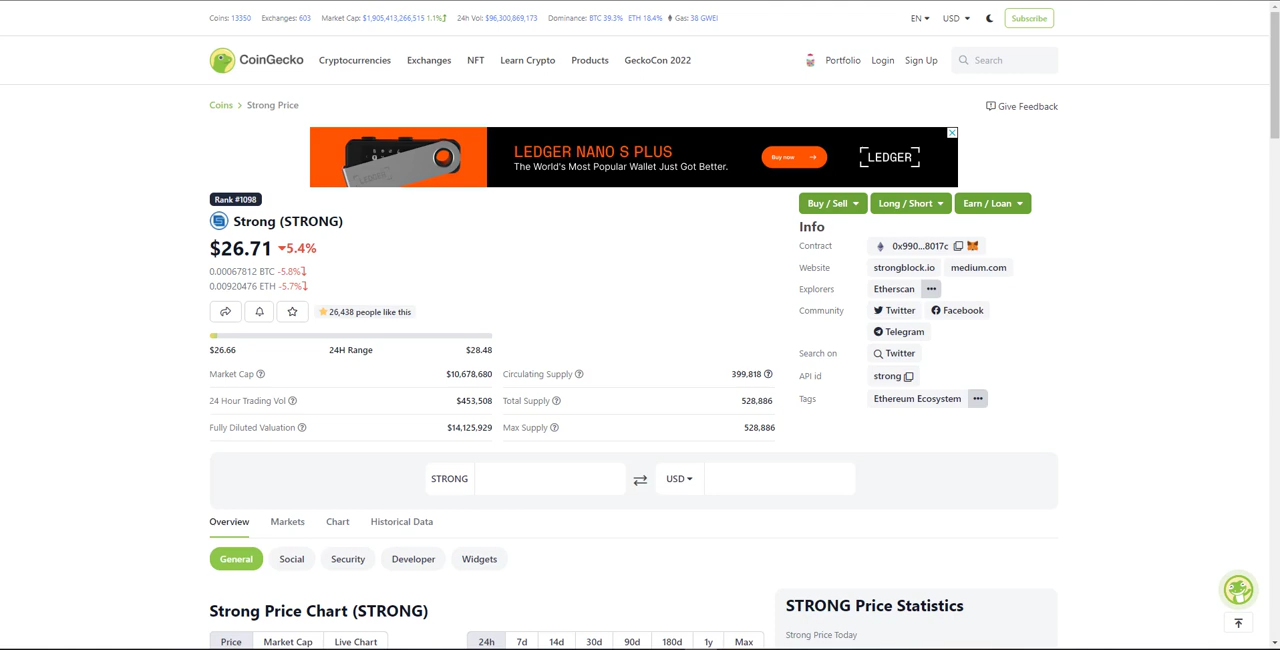 Coins: 13350 Exchanges: 603 Market Cap: $1,905,413,266,515 1.1% 24h Vol: $96,300,869,173 Dominance: BTC 39.3% ETH 18.4% Gas: 38 GWEI EN USD Subscribe
CoinGecko Cryptocurrencies Exchanges NFT Learn Crypto Products GeckoCon 2022 Portfolio Login Sign Up Search
Coins > Strong Price Give Feedback
LEDGER NANO S PLUS
The World's Most Popular Wallet Just Got Better.
Buy now →
LEDGER
Rank #1098
Strong (STRONG)
$26.71 5.4%
0.00067812 BTC -5.8%
0.00920476 ETH -5.7%
26,438 people like this
$26.66 24H Range $28.48
Market Cap $10,678,680
24 Hour Trading Vol $453,508
Fully Diluted Valuation $14,125,929
Circulating Supply 399,818
Total Supply 528,886
Max Supply 528,886
Buy / Sell Long / Short Earn / Loan
Info
Contract 0x990...8017c
Website strongblock.io medium.com
Explorers Etherscan •••
Community Twitter Facebook
Telegram
Search on Twitter
API id strong
Tags Ethereum Ecosystem •••
STRONG USD
Overview Markets Chart Historical Data
General Social Security Developer Widgets
Strong Price Chart (STRONG)
Price Market Cap Live Chart 24h 7d 14d 30d 90d 180d 1y Max
STRONG Price Statistics
Strong Price Today